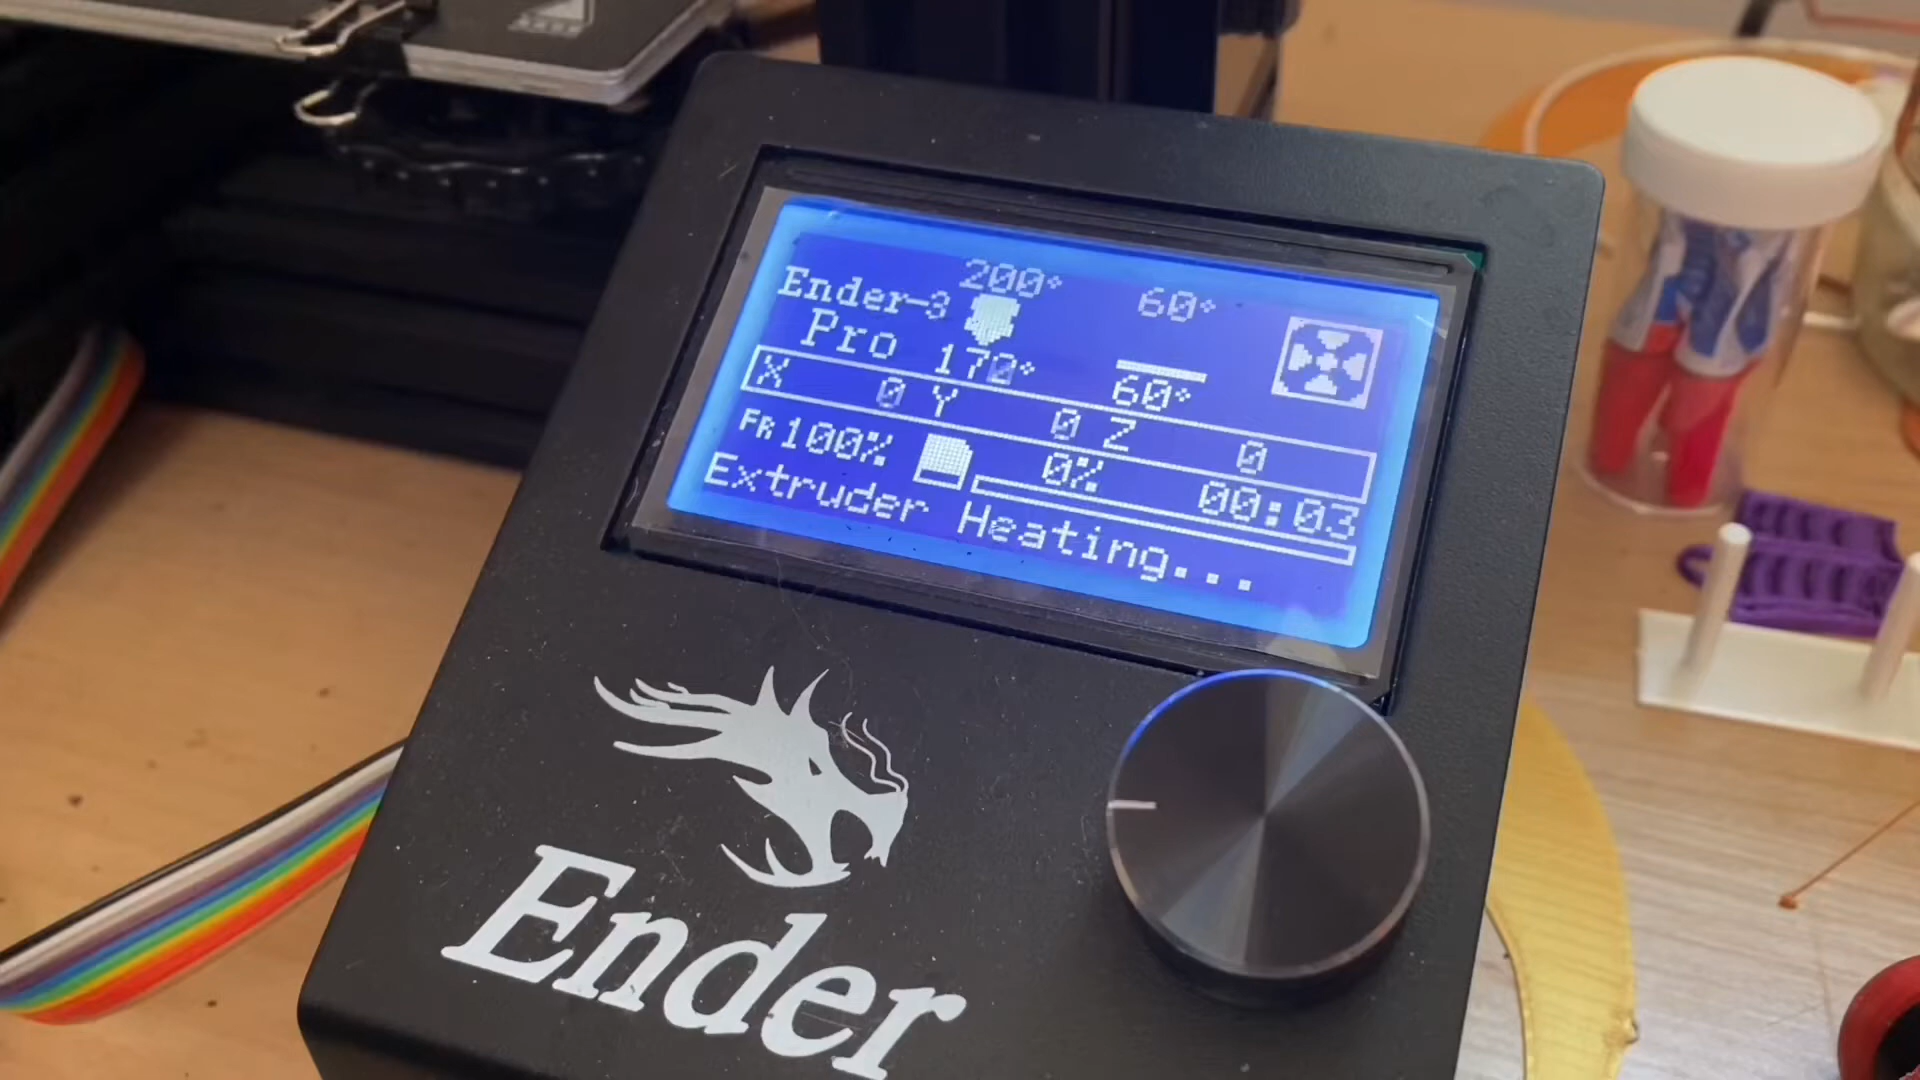 200° 60°
Ender-3
Pro
170° 60°
X 0 Y 0 Z 0
FR 100% 0% 00:03
Extruder Heating...
Ender